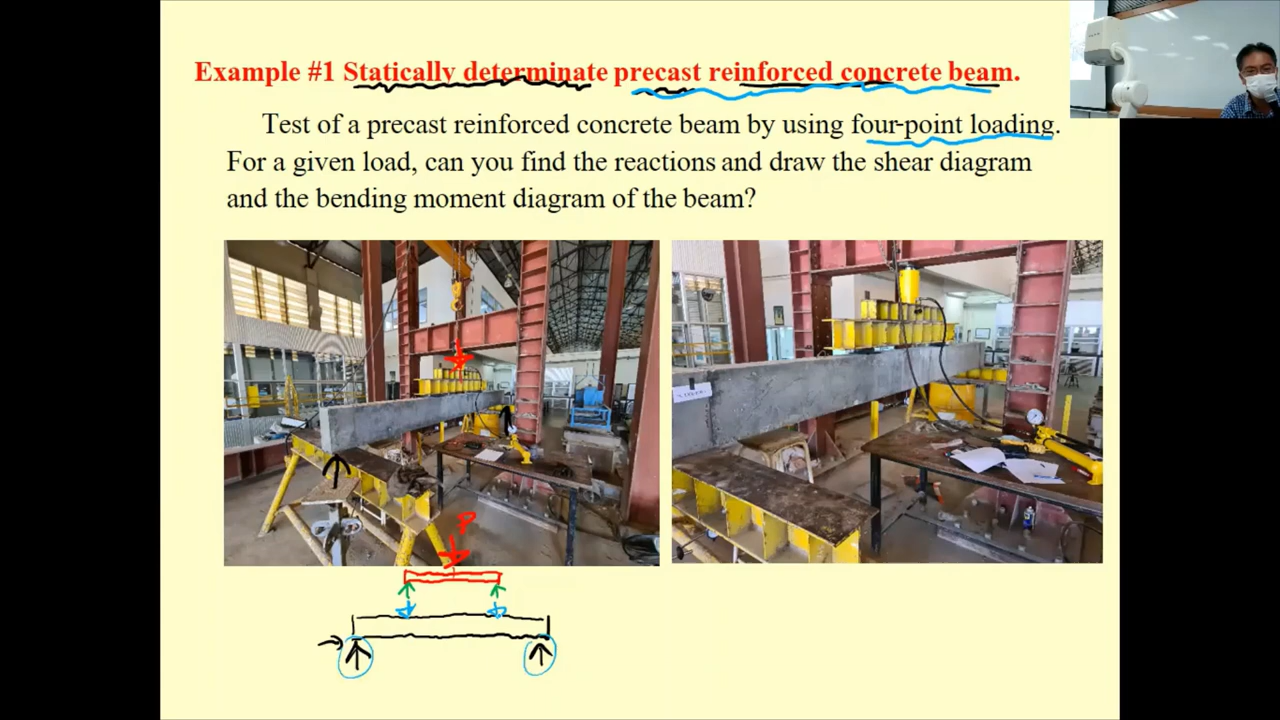 Example #1 Statically determinate precast reinforced concrete beam.
Test of a precast reinforced concrete beam by using four-point loading.
For a given load, can you find the reactions and draw the shear diagram
and the bending moment diagram of the beam?
P